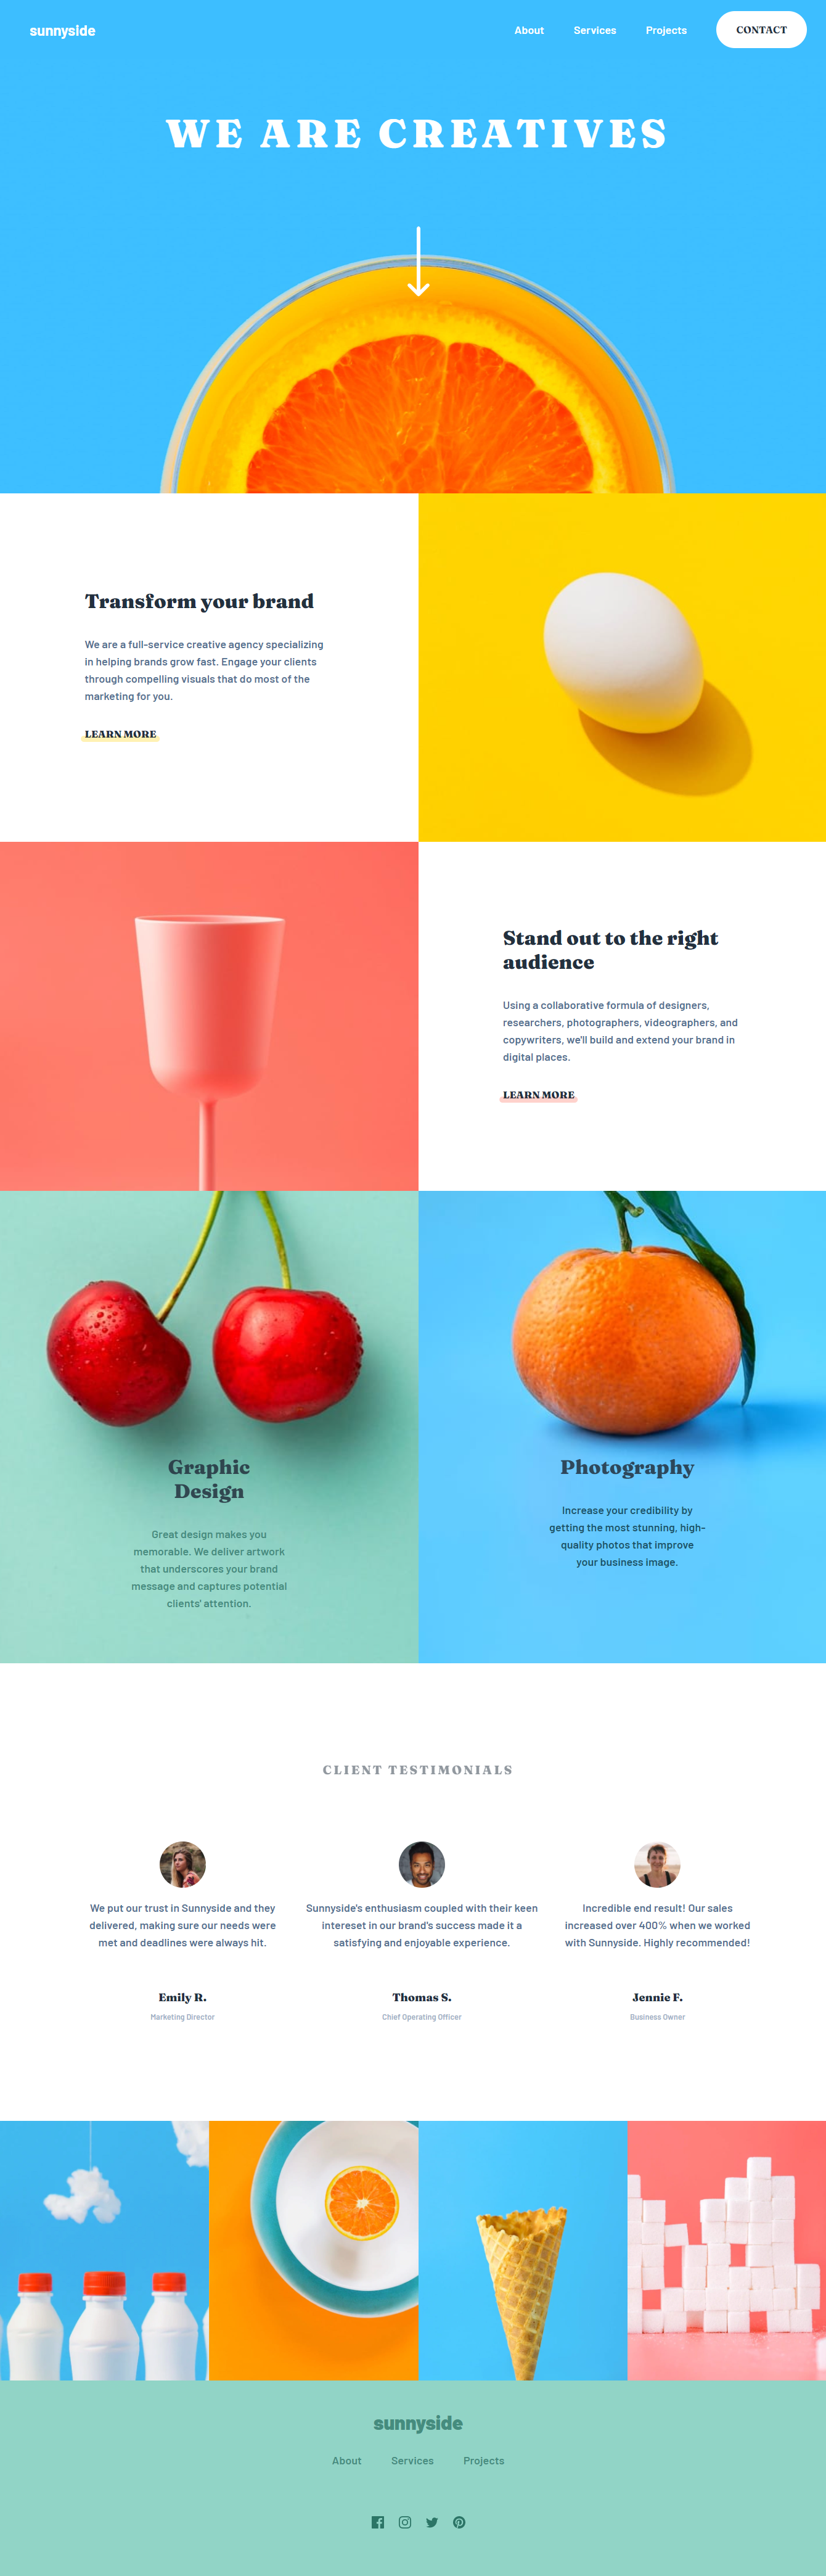 sunnyside
About Services Projects CONTACT
WE ARE CREATIVES
Transform your brand
We are a full-service creative agency specializing
in helping brands grow fast. Engage your clients
through compelling visuals that do most of the
marketing for you.
LEARN MORE
Stand out to the right
audience
Using a collaborative formula of designers,
researchers, photographers, videographers, and
copywriters, we'll build and extend your brand in
digital places.
LEARN MORE
Graphic
Design
Great design makes you
memorable. We deliver artwork
that underscores your brand
message and captures potential
clients' attention.
Photography
Increase your credibility by
getting the most stunning, high-
quality photos that improve
your business image.
CLIENT TESTIMONIALS
We put our trust in Sunnyside and they
delivered, making sure our needs were
met and deadlines were always hit.
Emily R.
Marketing Director
Sunnyside's enthusiasm coupled with their keen
intereset in our brand's success made it a
satisfying and enjoyable experience.
Thomas S.
Chief Operating Officer
Incredible end result! Our sales
increased over 400% when we worked
with Sunnyside. Highly recommended!
Jennie F.
Business Owner
sunnyside
About Services Projects